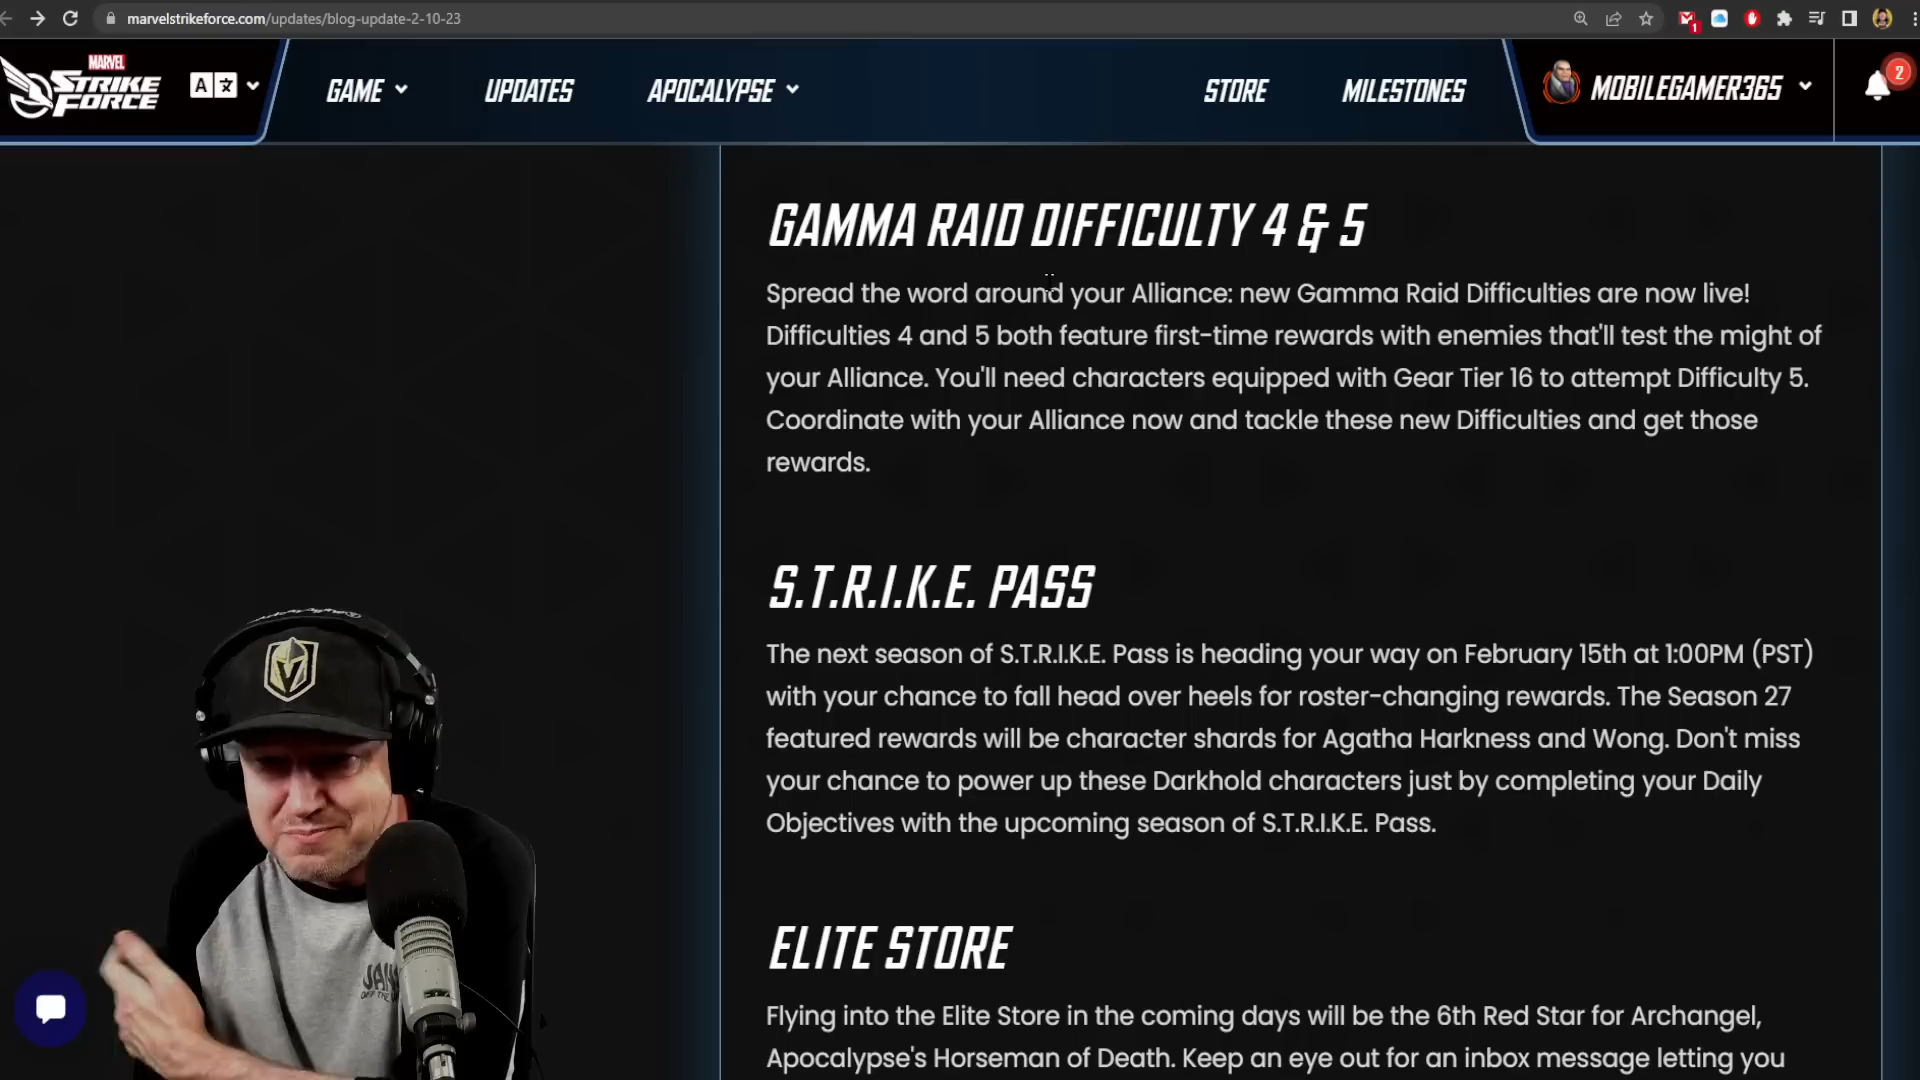 marvelstrikeforce.com/updates/blog-update-2-10-23
1
MARVEL
STRIKE
FORCE
A
GAME
UPDATES
APOCALYPSE
STORE
MILESTONES
MOBILEGAMER365
2
GAMMA RAID DIFFICULTY 4 & 5
Spread the word around your Alliance: new Gamma Raid Difficulties are now live!
Difficulties 4 and 5 both feature first-time rewards with enemies that'll test the might of
your Alliance. You'll need characters equipped with Gear Tier 16 to attempt Difficulty 5.
Coordinate with your Alliance now and tackle these new Difficulties and get those
rewards.
S.T.R.I.K.E. PASS
The next season of S.T.R.I.K.E. Pass is heading your way on February 15th at 1:00PM (PST)
with your chance to fall head over heels for roster-changing rewards. The Season 27
featured rewards will be character shards for Agatha Harkness and Wong. Don't miss
your chance to power up these Darkhold characters just by completing your Daily
Objectives with the upcoming season of S.T.R.I.K.E. Pass.
ELITE STORE
Flying into the Elite Store in the coming days will be the 6th Red Star for Archangel,
Apocalypse's Horseman of Death. Keep an eye out for an inbox message letting you